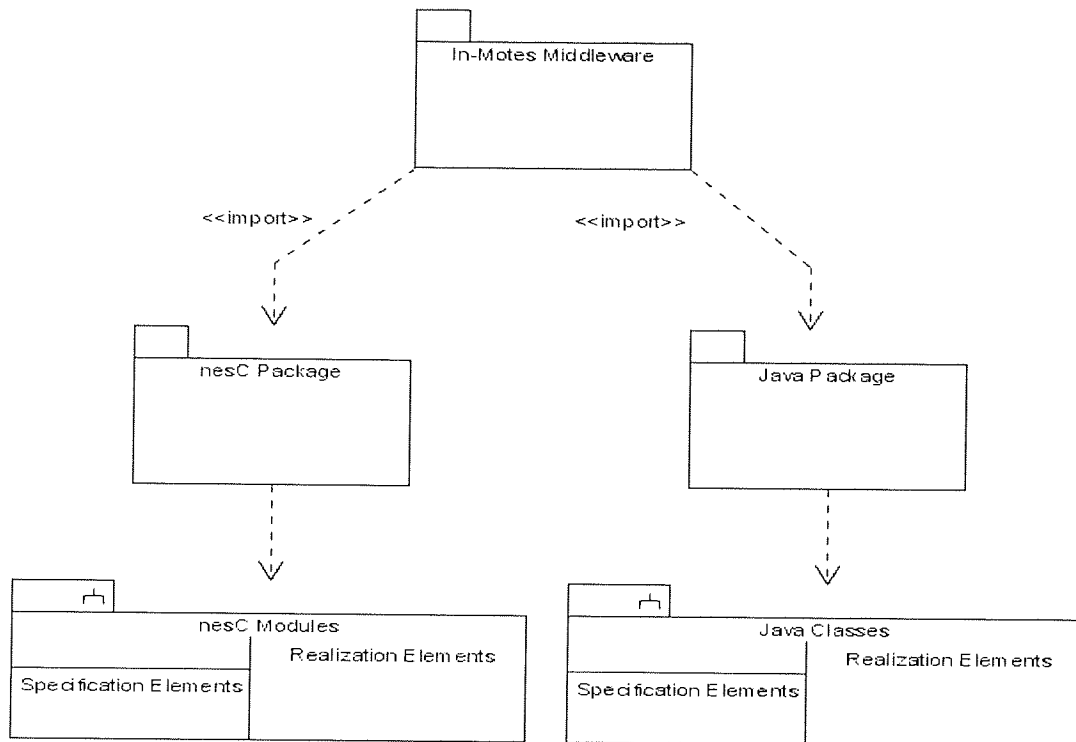 In-Motes Middleware
<<import>>
<<import>>
nesC Package
Java Package
nesC Modules
Realization Elements
Specification Elements
Java Classes
Realization Elements
Specification Elements